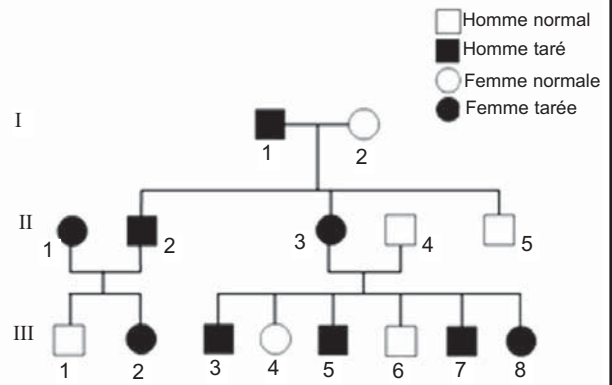 Homme normal
Homme taré
Femme normale
Femme tarée
I
1 2
II
1 2 3 4 5
III
1 2 3 4 5 6 7 8